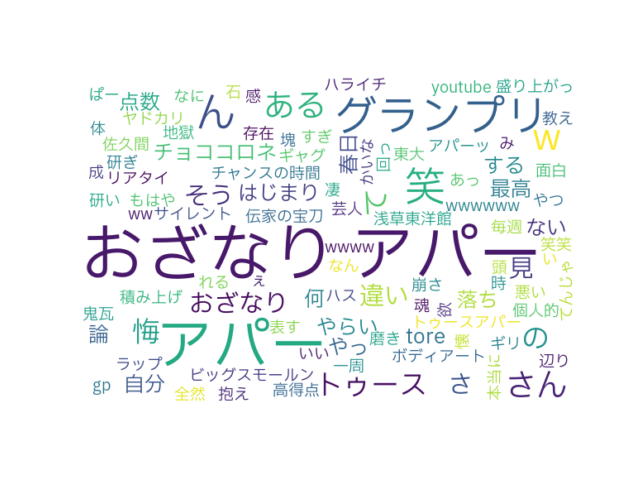 ハライチ
youtube 盛り上がっ
ぱー 点数 なに 石 感
ヤドカリ 地獄 存在 塊 すぎ
ん ある グランプリ 教え
体 佐久間 チョココロネ ギャグ 春日 かいな 回 っ 東大 アパーッ み w
成 研ぎ リアタイ チャンスの時間 凄 笑 て あっ する 面白
研い もはや そう はじまり 最高 やつ
ww サイレント 伝家の宝刀 芸人 浅草東洋館 wwwwwww 毎週 ない
おざなり アパー wwww 見 笑笑
れる ぇ なん 崩さ 頭 時 い てんじゃ
積み上げ おざなり 何 ハス 違い 魂 数 落ち 悪い 個人的
鬼瓦 論 悔 アパー 表す やらい トゥースアパー
やっ 磨き tore 懐 ギリ の
ラップ いい 一周 ボディアート 本当に 辺り
gp 自分 ビッグスモールン トゥース さ さん
全然 抱え 高得点